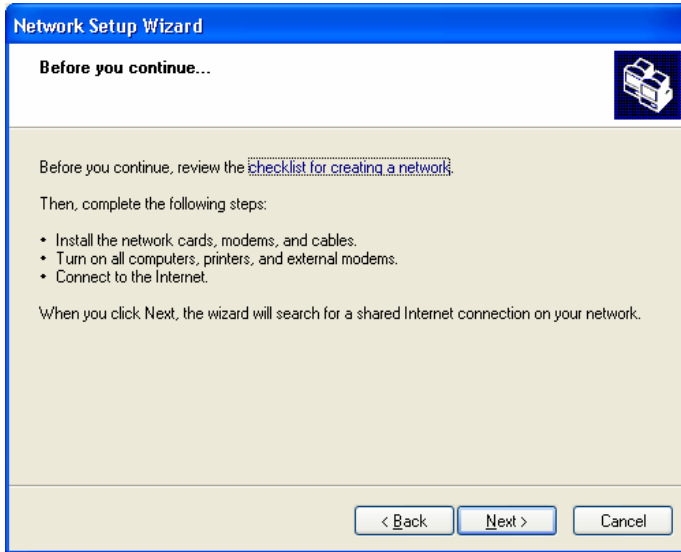 Network Setup Wizard
Before you continue...
Before you continue, review the checklist for creating a network.
Then, complete the following steps:
• Install the network cards, modems, and cables.
• Turn on all computers, printers, and external modems.
• Connect to the Internet.
When you click Next, the wizard will search for a shared Internet connection on your network.
< Back Next > Cancel